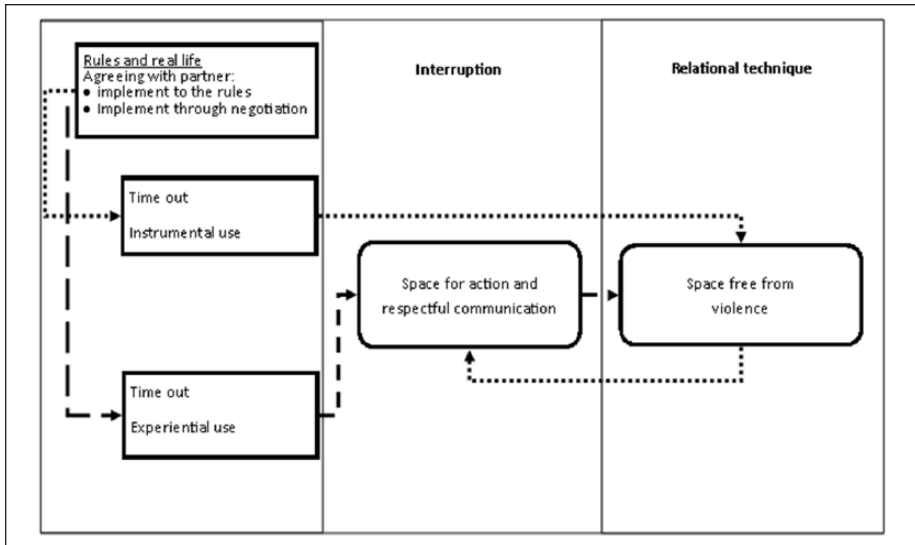 Rules and real life
Agreeing with partner:
● implement to the rules
● Implement through negotiation
Interruption
Relational technique
Time out
Instrumental use
Space for action and
respectful communication
Space free from
violence
Time out
Experiential use